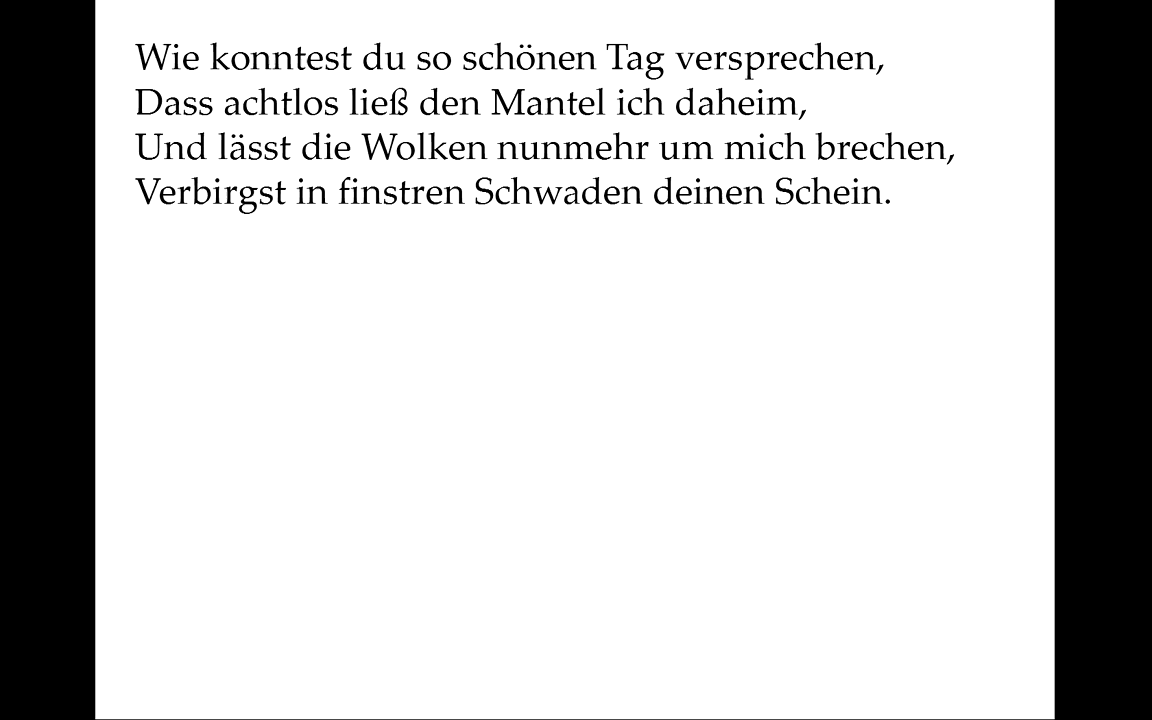 Wie konntest du so schönen Tag versprechen,
Dass achtlos ließ den Mantel ich daheim,
Und lässt die Wolken nunmehr um mich brechen,
Verbirgst in finstren Schwaden deinen Schein.